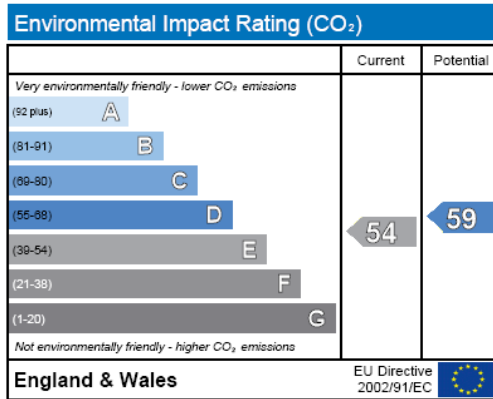 Environmental Impact Rating (CO₂)
Current Potential
Very environmentally friendly - lower CO₂ emissions
(92 plus) A
(81-91) B
(69-80) C
(55-68) D
(39-54) E
(21-38) F
(1-20) G
54
59
Not environmentally friendly - higher CO₂ emissions
England & Wales
EU Directive
2002/91/EC